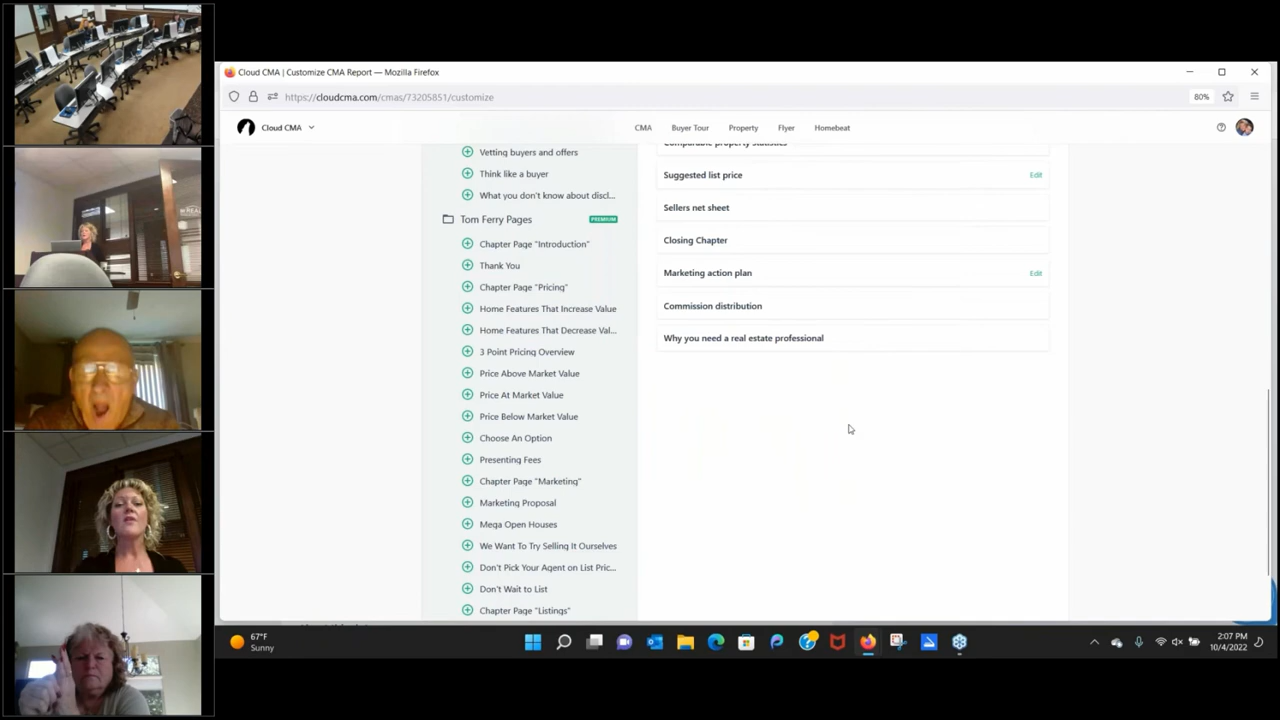 Cloud CMA | Customize CMA Report — Mozilla Firefox
https://cloudcma.com/cmas/73205851/customize
80%
Cloud CMA
CMA
Buyer Tour
Property
Flyer
Homebeat
Vetting buyers and offers
Think like a buyer
What you don't know about discl...
Tom Ferry Pages
PREMIUM
Chapter Page "Introduction"
Thank You
Chapter Page "Pricing"
Home Features That Increase Value
Home Features That Decrease Val...
3 Point Pricing Overview
Price Above Market Value
Price At Market Value
Price Below Market Value
Choose An Option
Presenting Fees
Chapter Page "Marketing"
Marketing Proposal
Mega Open Houses
We Want To Try Selling It Ourselves
Don't Pick Your Agent on List Pric...
Don't Wait to List
Chapter Page "Listings"
Comparable property statistics
Suggested list price
Edit
Sellers net sheet
Closing Chapter
Marketing action plan
Edit
Commission distribution
Why you need a real estate professional
67°F
Sunny
2:07 PM
10/4/2022